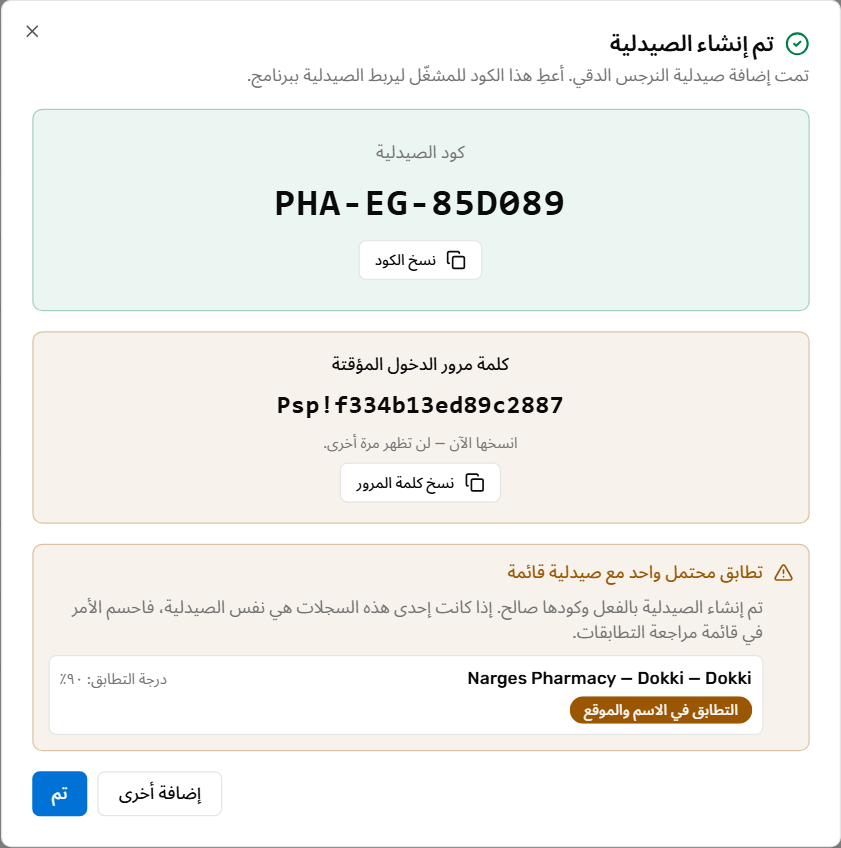 تم إنشاء الصيدلية
تمت إضافة صيدلية النرجس الدقي. أعطِ هذا الكود للمشغّل ليربط الصيدلية ببرنامج.
كود الصيدلية
PHA-EG-85D089
نسخ الكود
كلمة مرور الدخول المؤقتة
Psp!f334b13ed89c2887
انسخها الآن — لن تظهر مرة أخرى.
نسخ كلمة المرور
تطابق محتمل واحد مع صيدلية قائمة
تم إنشاء الصيدلية بالفعل وكودها صالح. إذا كانت إحدى هذه السجلات هي نفس الصيدلية، فاحسم الأمر
في قائمة مراجعة التطابقات.
Narges Pharmacy — Dokki — Dokki
درجة التطابق: ٩٠٪
التطابق في الاسم والموقع
إضافة أخرى
تم